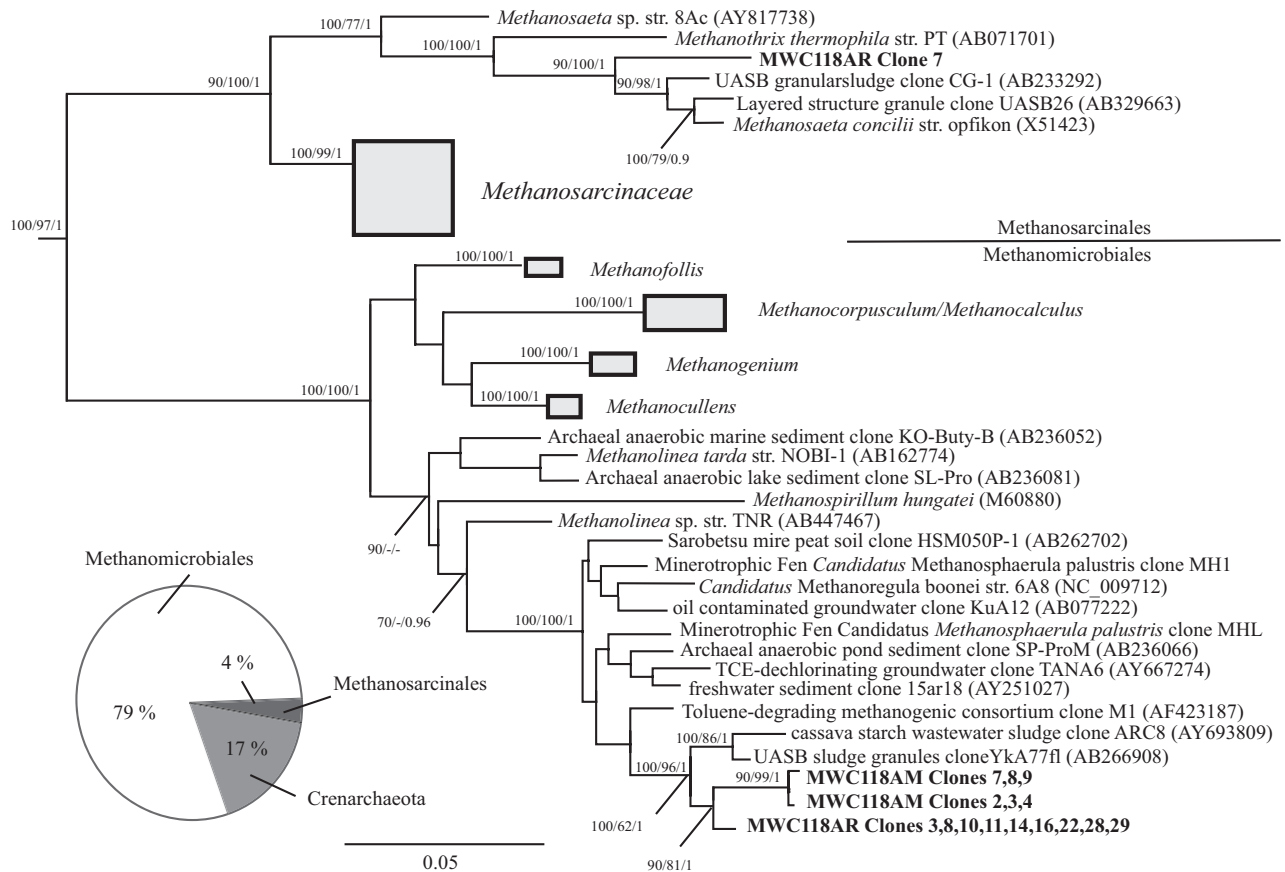 100/77/1
Methanosaeta sp. str. 8Ac (AY817738)
100/100/1
Methanothrix thermophila str. PT (AB071701)
90/100/1
MWC118AR Clone 7
90/100/1
90/98/1
UASB granularsludge clone CG-1 (AB233292)
Layered structure granule clone UASB26 (AB329663)
Methanosaeta concilii str. opfikon (X51423)
100/79/0.9
100/99/1
Methanosarcinaceae
100/97/1
Methanosarcinales
Methanomicrobiales
100/100/1
Methanofollis
100/100/1
Methanocorpusculum/Methanocalculus
100/100/1
Methanogenium
100/100/1
100/100/1
Methanocullens
Archaeal anaerobic marine sediment clone KO-Buty-B (AB236052)
Methanolinea tarda str. NOBI-1 (AB162774)
Archaeal anaerobic lake sediment clone SL-Pro (AB236081)
Methanospirillum hungatei (M60880)
90/-/-
Methanolinea sp. str. TNR (AB447467)
Sarobetsu mire peat soil clone HSM050P-1 (AB262702)
Minerotrophic Fen Candidatus Methanosphaerula palustris clone MH1
Candidatus Methanoregula boonei str. 6A8 (NC_009712)
oil contaminated groundwater clone KuA12 (AB077222)
70/-/0.96
100/100/1
Minerotrophic Fen Candidatus Methanosphaerula palustris clone MHL
Archaeal anaerobic pond sediment clone SP-ProM (AB236066)
TCE-dechlorinating groundwater clone TANA6 (AY667274)
freshwater sediment clone 15ar18 (AY251027)
Toluene-degrading methanogenic consortium clone M1 (AF423187)
100/86/1
cassava starch wastewater sludge clone ARC8 (AY693809)
UASB sludge granules cloneYkA77fl (AB266908)
100/96/1
90/99/1
MWC118AM Clones 7,8,9
MWC118AM Clones 2,3,4
100/62/1
MWC118AR Clones 3,8,10,11,14,16,22,28,29
90/81/1
0.05
Methanomicrobiales
4 %
Methanosarcinales
79 %
17 %
Crenarchaeota